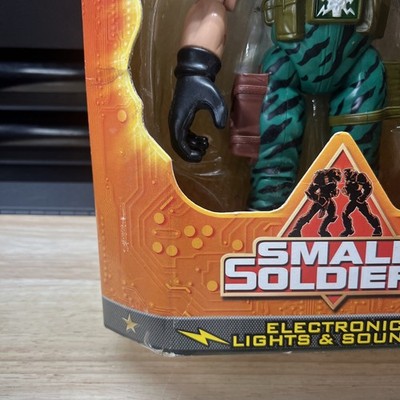 SMALL
SOLDIER
ELECTRONIC
LIGHTS & SOUN